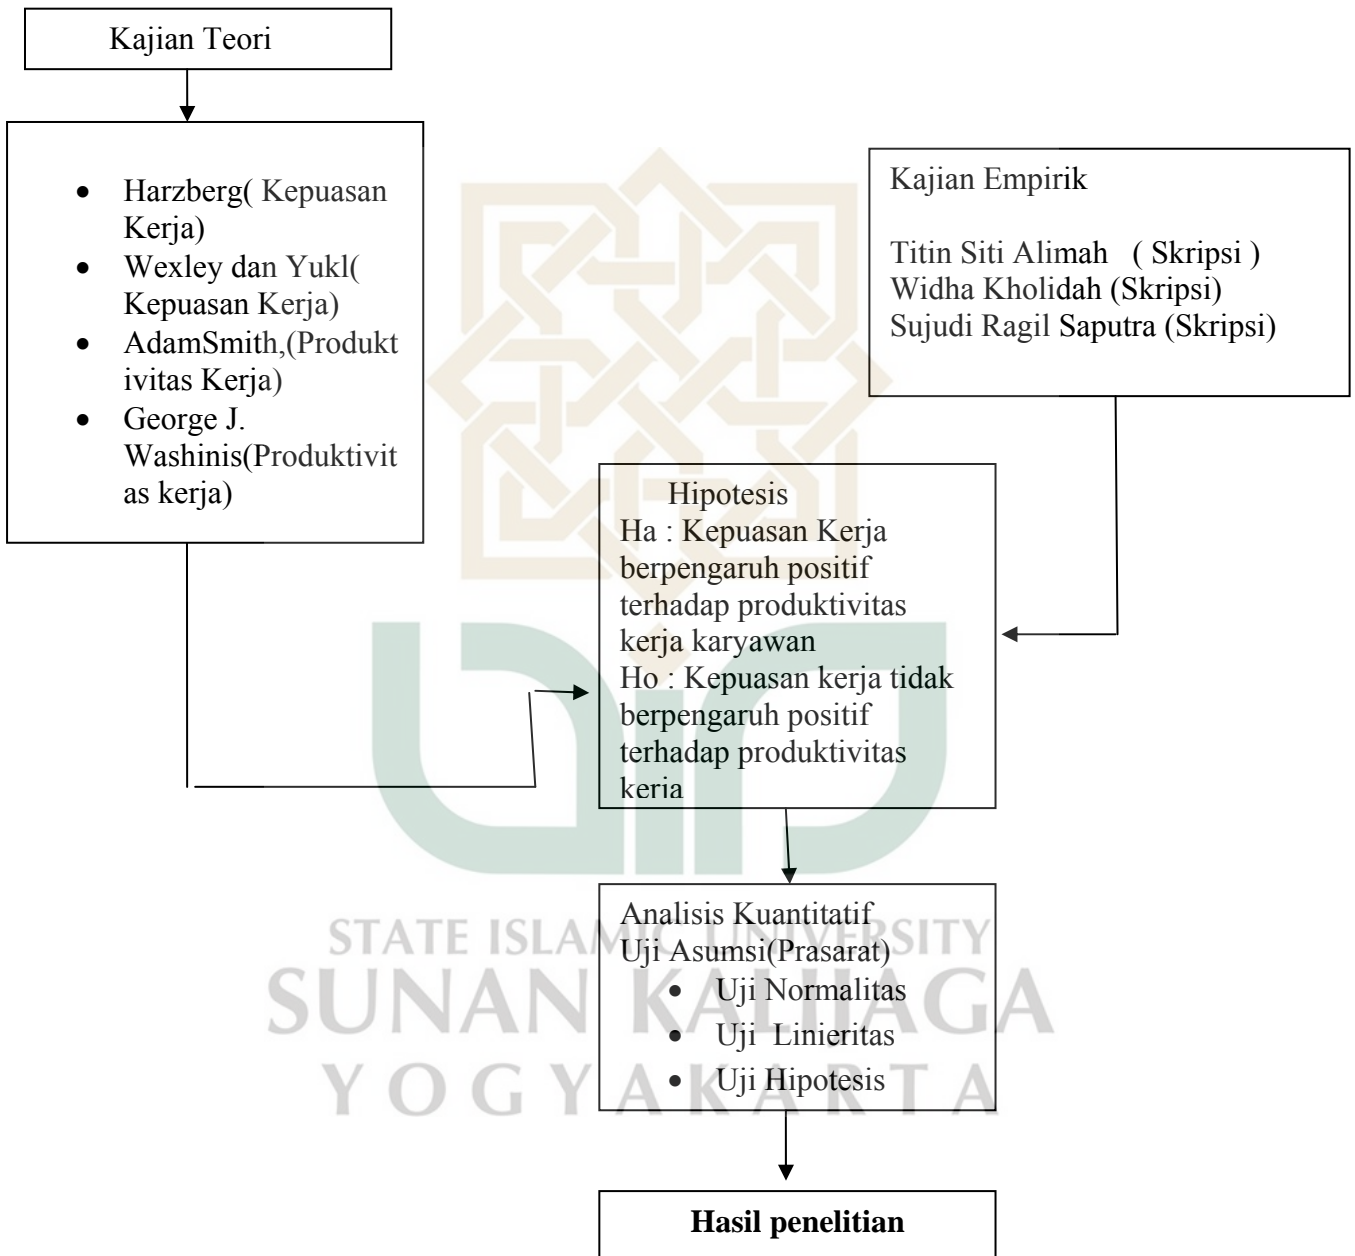 Kajian Teori
• Harzberg( Kepuasan
Kerja)
• Wexley dan Yukl(
Kepuasan Kerja)
• AdamSmith,(Produkt
ivitas Kerja)
• George J.
Washinis(Produktivit
as kerja)
Kajian Empirik
Titin Siti Alimah ( Skripsi )
Widha Kholidah (Skripsi)
Sujudi Ragil Saputra (Skripsi)
Hipotesis
Ha : Kepuasan Kerja
berpengaruh positif
terhadap produktivitas
kerja karyawan
Ho : Kepuasan kerja tidak
berpengaruh positif
terhadap produktivitas
kerja
Analisis Kuantitatif
Uji Asumsi(Prasarat)
• Uji Normalitas
• Uji Linieritas
• Uji Hipotesis
Hasil penelitian
STATE ISLAMIC UNIVERSITY
SUNAN KALIJAGA
YOGYAKARTA